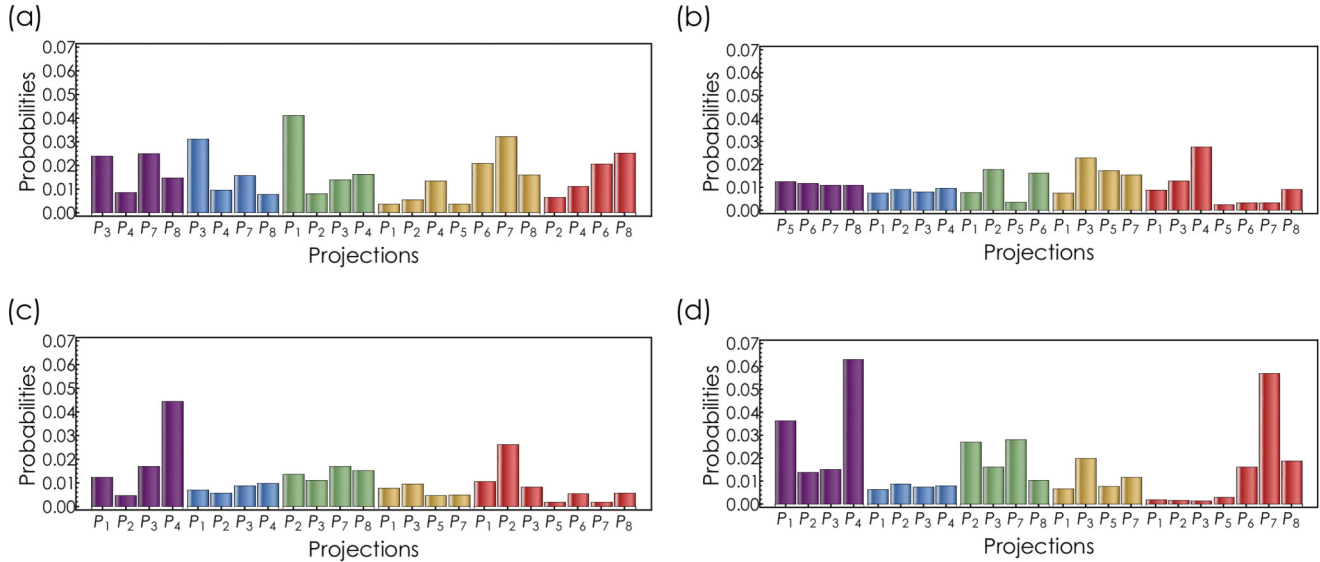 (a)
Probabilities
0.07
0.06
0.05
0.04
0.03
0.02
0.01
0.00
P₃ P₄ P₇ P₈ P₃ P₄ P₇ P₈ P₁ P₂ P₃ P₄ P₁ P₂ P₄ P₅ P₆ P₇ P₈ P₂ P₄ P₆ P₈
Projections
(b)
Probabilities
0.07
0.06
0.05
0.04
0.03
0.02
0.01
0.00
P₅ P₆ P₇ P₈ P₁ P₂ P₃ P₄ P₁ P₂ P₅ P₆ P₁ P₃ P₅ P₇ P₁ P₃ P₄ P₅ P₆ P₇ P₈
Projections
(c)
Probabilities
0.07
0.06
0.05
0.04
0.03
0.02
0.01
0.00
P₁ P₂ P₃ P₄ P₁ P₂ P₃ P₄ P₂ P₃ P₇ P₈ P₁ P₃ P₅ P₇ P₁ P₂ P₃ P₅ P₆ P₇ P₈
Projections
(d)
Probabilities
0.07
0.06
0.05
0.04
0.03
0.02
0.01
0.00
P₁ P₂ P₃ P₄ P₁ P₂ P₃ P₄ P₂ P₃ P₇ P₈ P₁ P₃ P₅ P₇ P₁ P₂ P₃ P₅ P₆ P₇ P₈
Projections